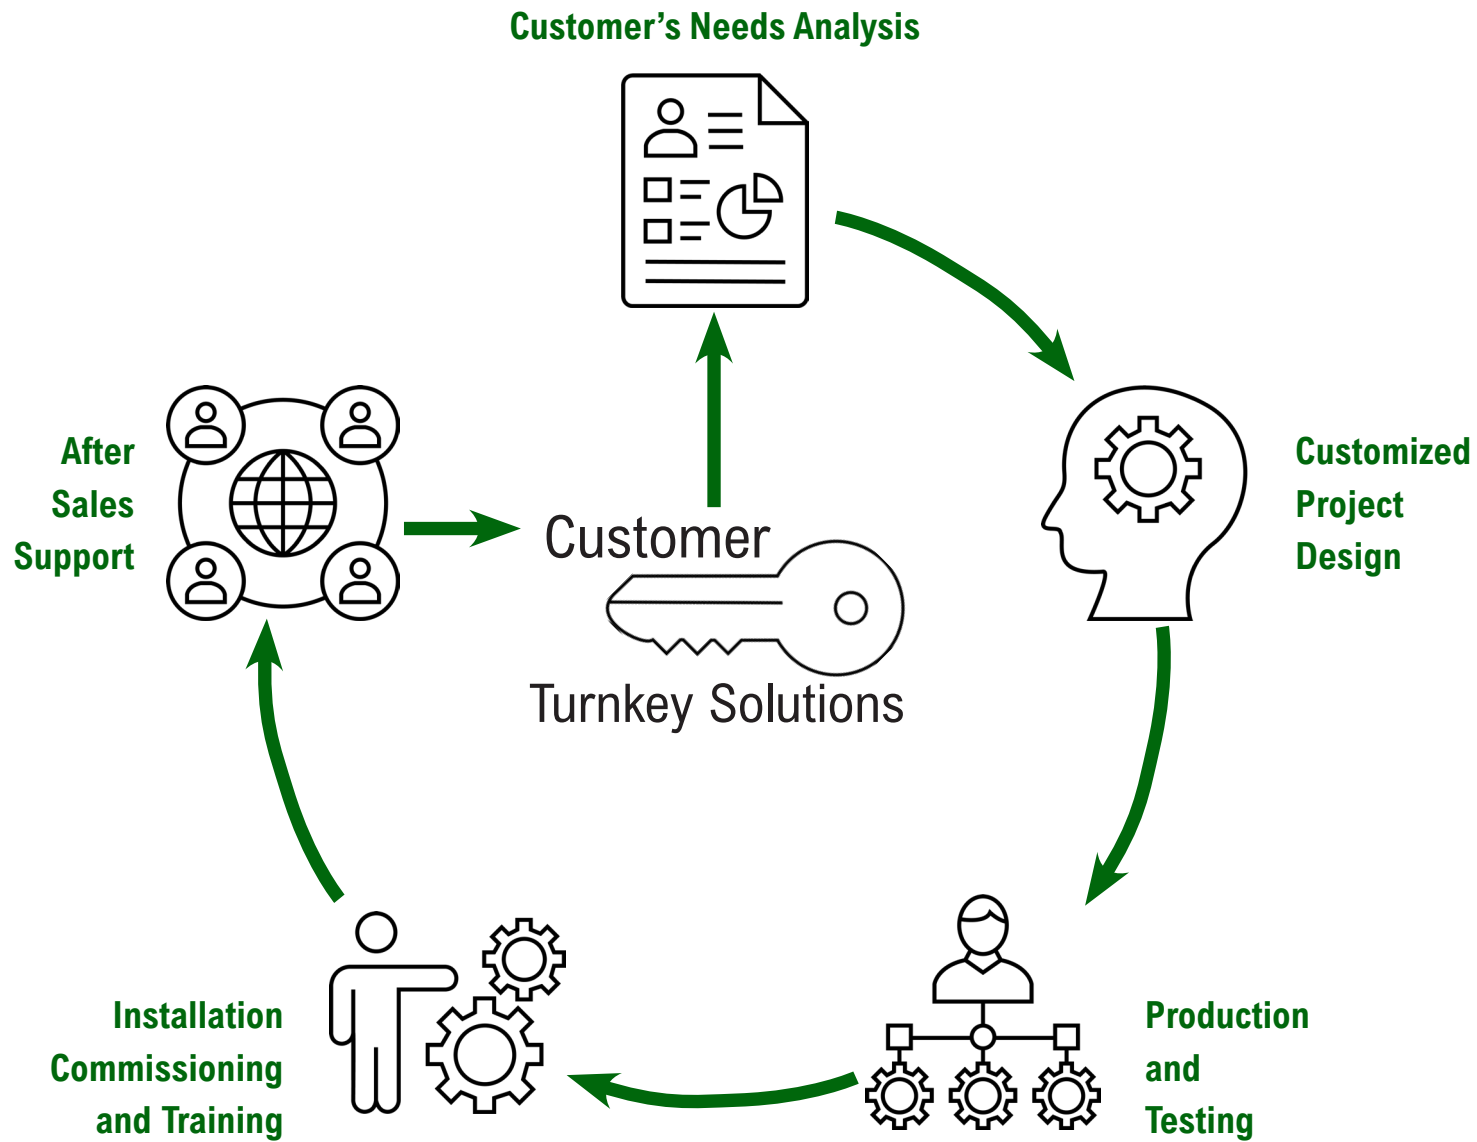 Customer’s Needs Analysis
After
Sales
Support
Customer
Turnkey Solutions
Customized
Project
Design
Installation
Commissioning
and Training
Production
and
Testing